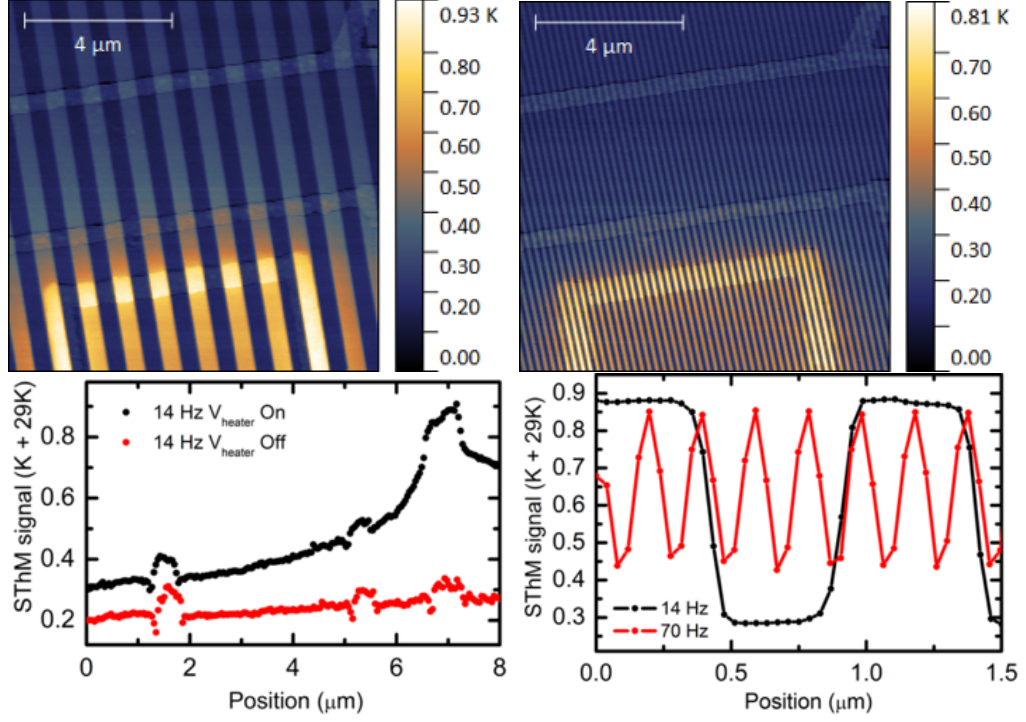 4 μm
0.93 K
0.80
0.70
0.60
0.50
0.40
0.30
0.20
0.00
4 μm
0.81 K
0.70
0.60
0.50
0.40
0.30
0.20
0.00
SThM signal (K + 29K)
0.8
0.6
0.4
0.2
14 Hz V_heater On
14 Hz V_heater Off
0 2 4 6 8
Position (μm)
SThM signal (K + 29K)
0.9
0.8
0.7
0.6
0.5
0.4
0.3
14 Hz
70 Hz
0.0 0.5 1.0 1.5
Position (μm)